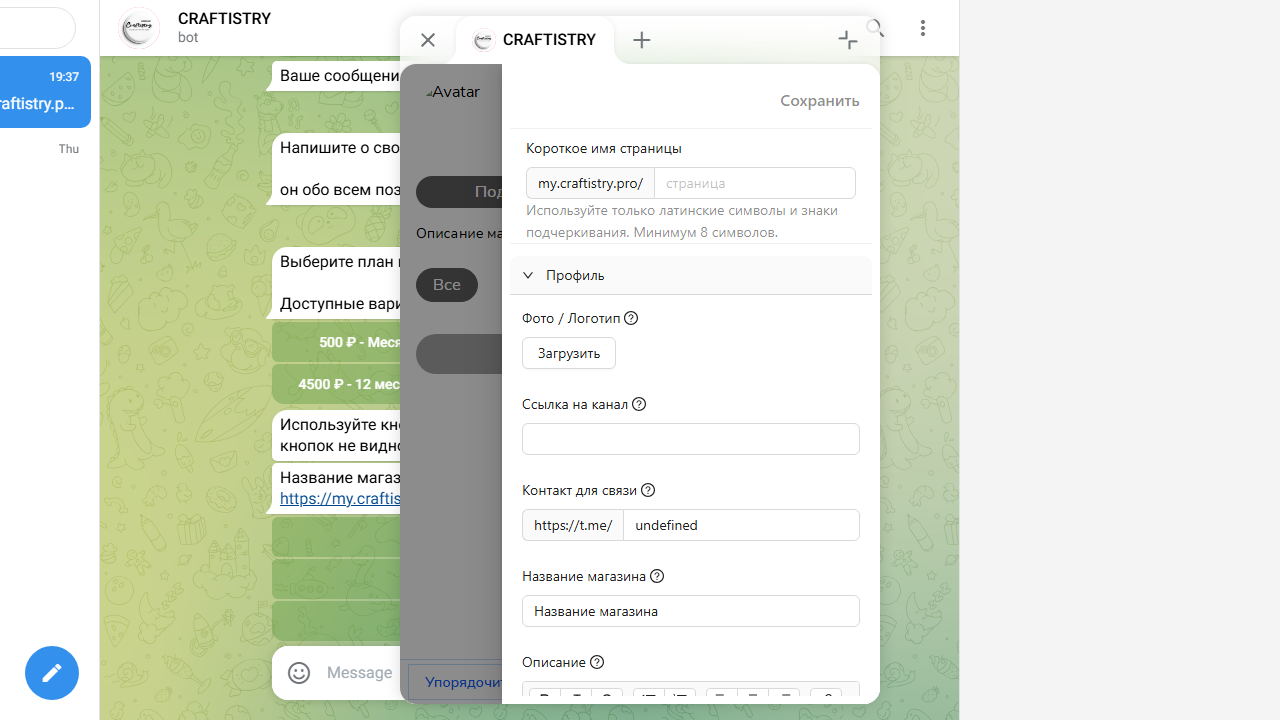 CRAFTISTRY
bot
19:37
raftistry.p...
Thu
Ваше сообщени
Напишите о сво
он обо всем поз
Выберите план
Доступные вари
500 ₽ - Меся
4500 ₽ - 12 мес
Используйте кно
кнопок не видно
Название магаз
https://my.craftis
Message
CRAFTISTRY
Avatar
Под
Описание ма
Все
Упорядочит
Сохранить
Короткое имя страницы
my.craftistry.pro/
страница
Используйте только латинские символы и знаки
подчеркивания. Минимум 8 символов.
Профиль
Фото / Логотип
Загрузить
Ссылка на канал
Контакт для связи
https://t.me/
undefined
Название магазина
Название магазина
Описание